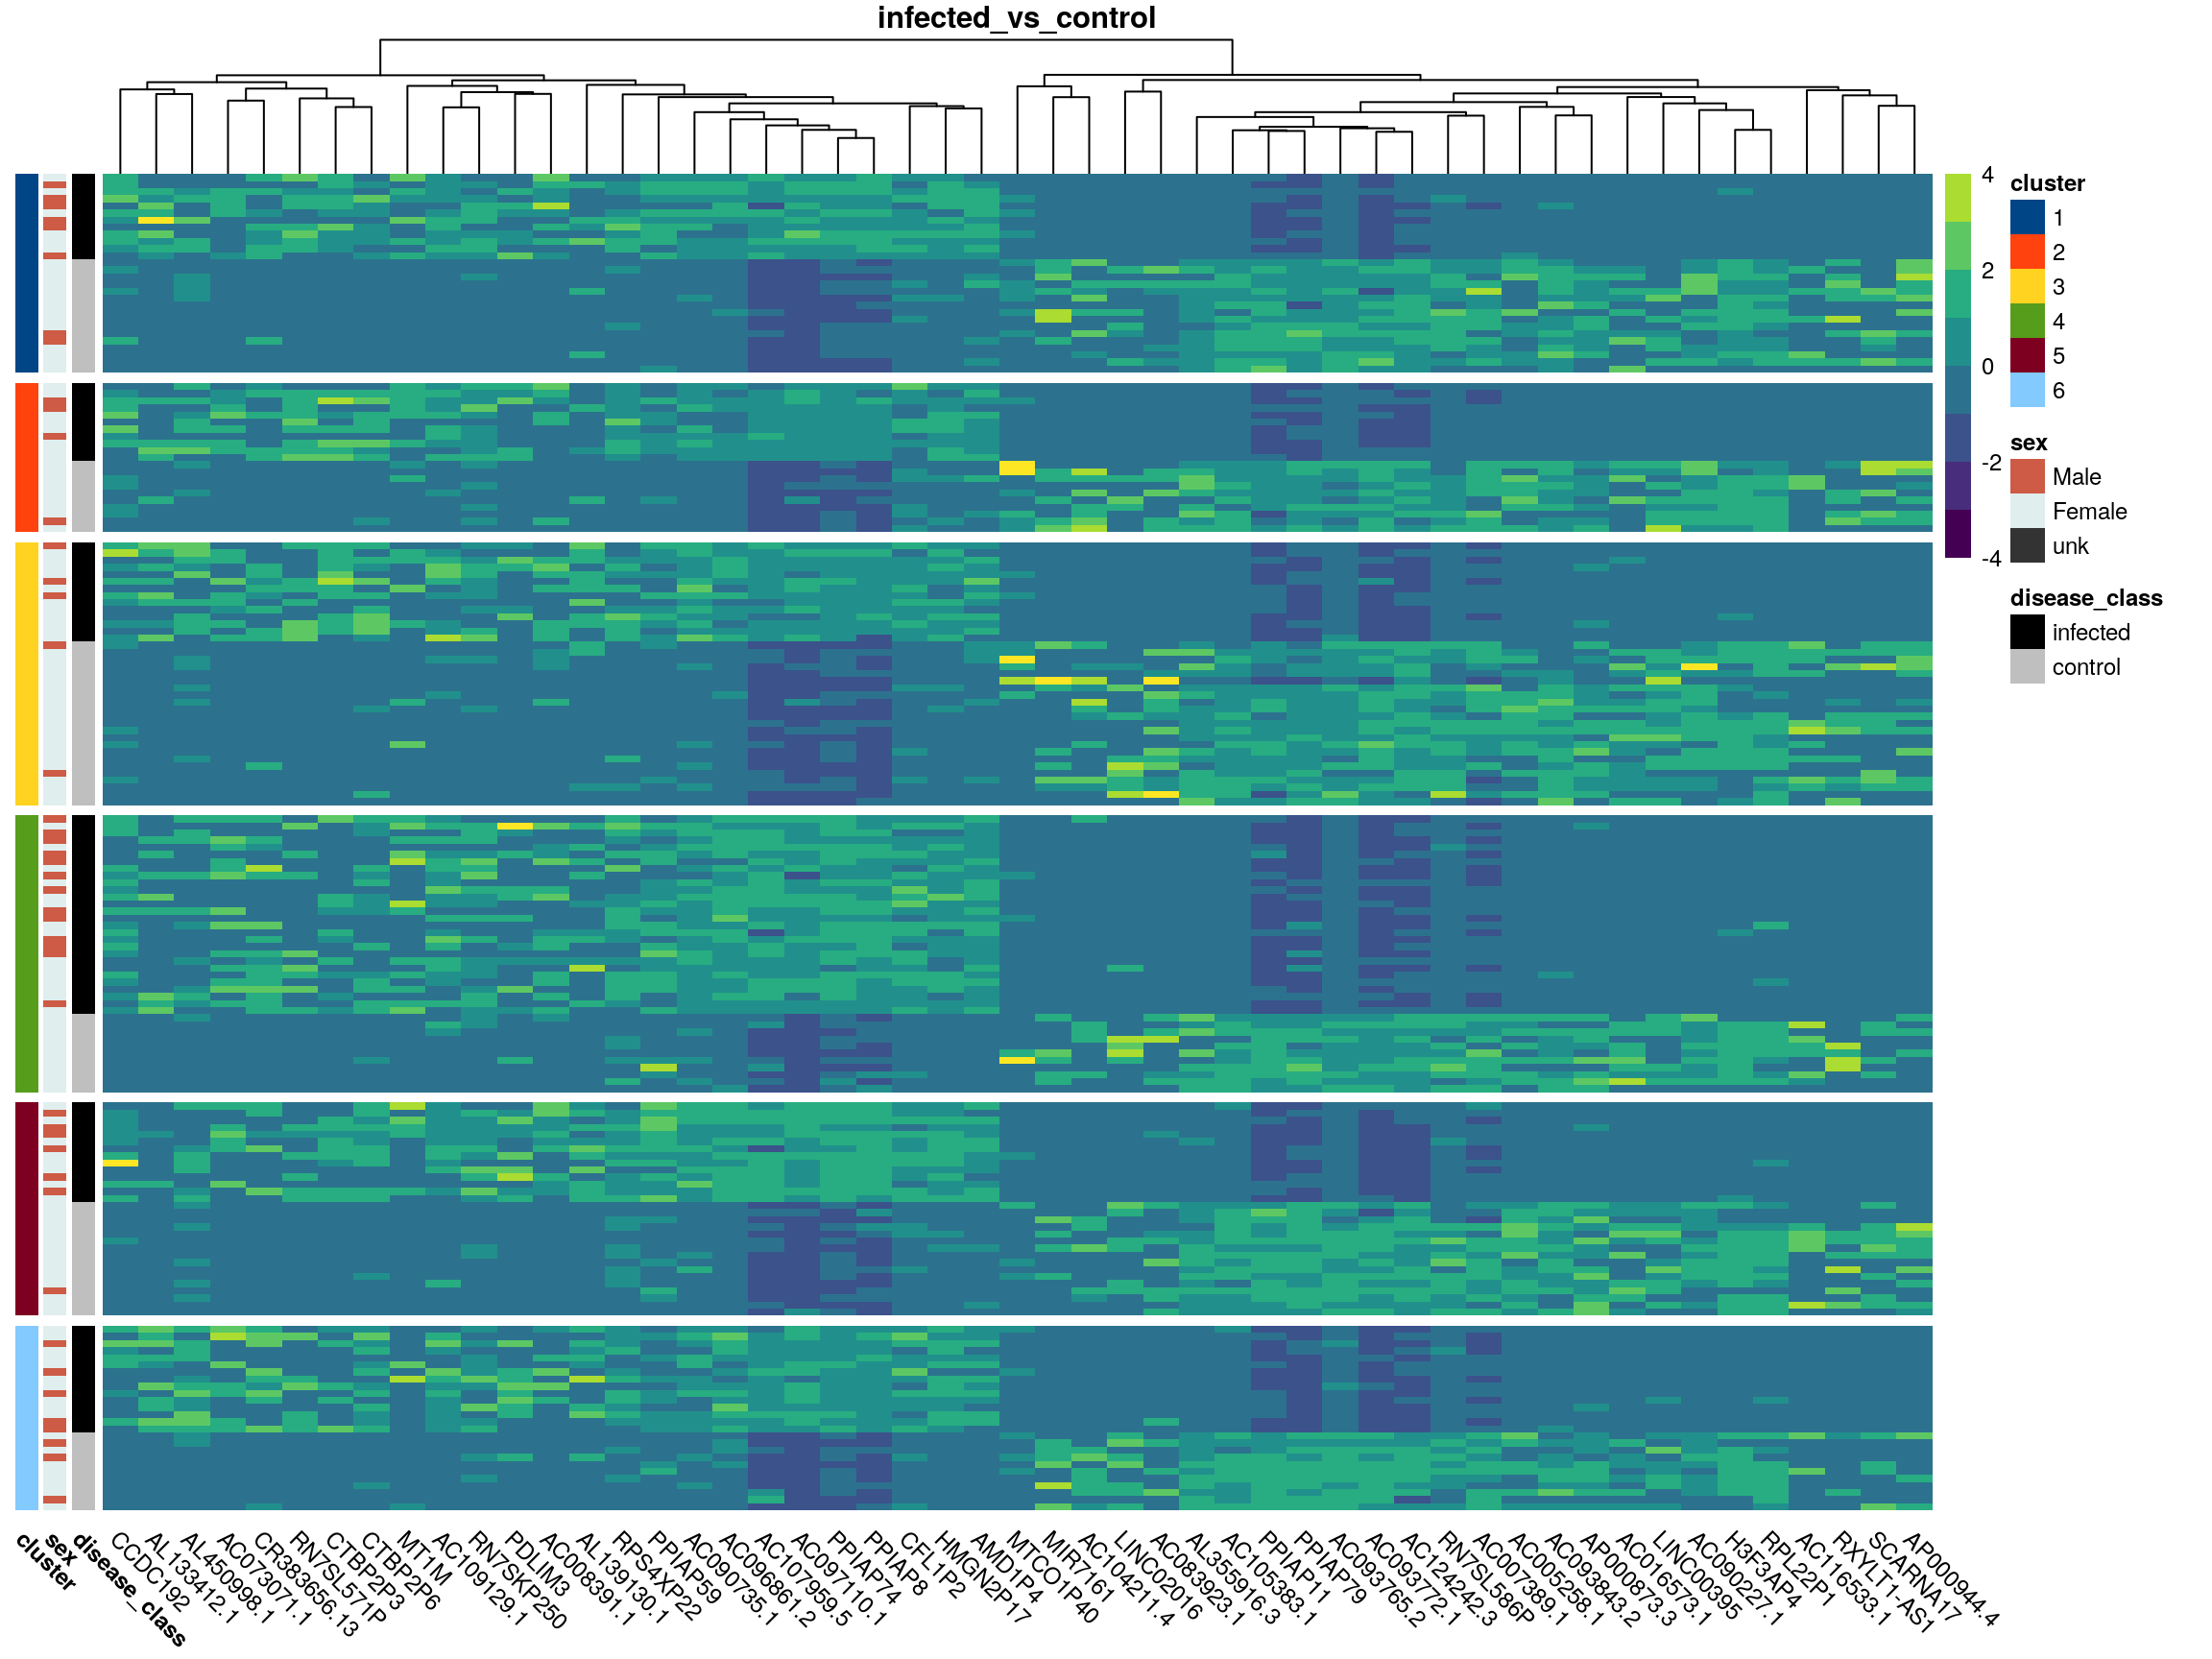 infected_vs_control
4
2
0
-2
-4
cluster
1
2
3
4
5
6
sex
Male
Female
unk
disease_class
infected
control
cluster
sex
disease_class
CCDC192
AL133412.1
AL450998.1
AC073071.1
CR383656.13
RN7SL571P
CTBP2P3
CTBP2P6
MT1M
AC109129.1
RN7SKP250
PDLIM3
AC008391.1
AL139130.1
RPS4XP22
PPIAP59
AC090735.1
AC099681.2
AC107959.5
AC097110.1
PPIAP74
PPIAP8
CFL1P2
HMGN2P17
AMD1P4
MTCO1P40
MIR7161
AC104211.4
LINC02016
AC083923.1
AL355916.3
AC105383.1
PPIAP11
PPIAP79
AC093765.2
AC093772.1
AC124242.3
RN7SL586P
AC007389.1
AC005258.1
AC093843.2
AP000873.3
AC016573.1
LINC00395
AC090227.1
H3F3AP4
RPL22P1
AC116533.1
RXYLT1-AS1
SCARNA17
AP000944.4